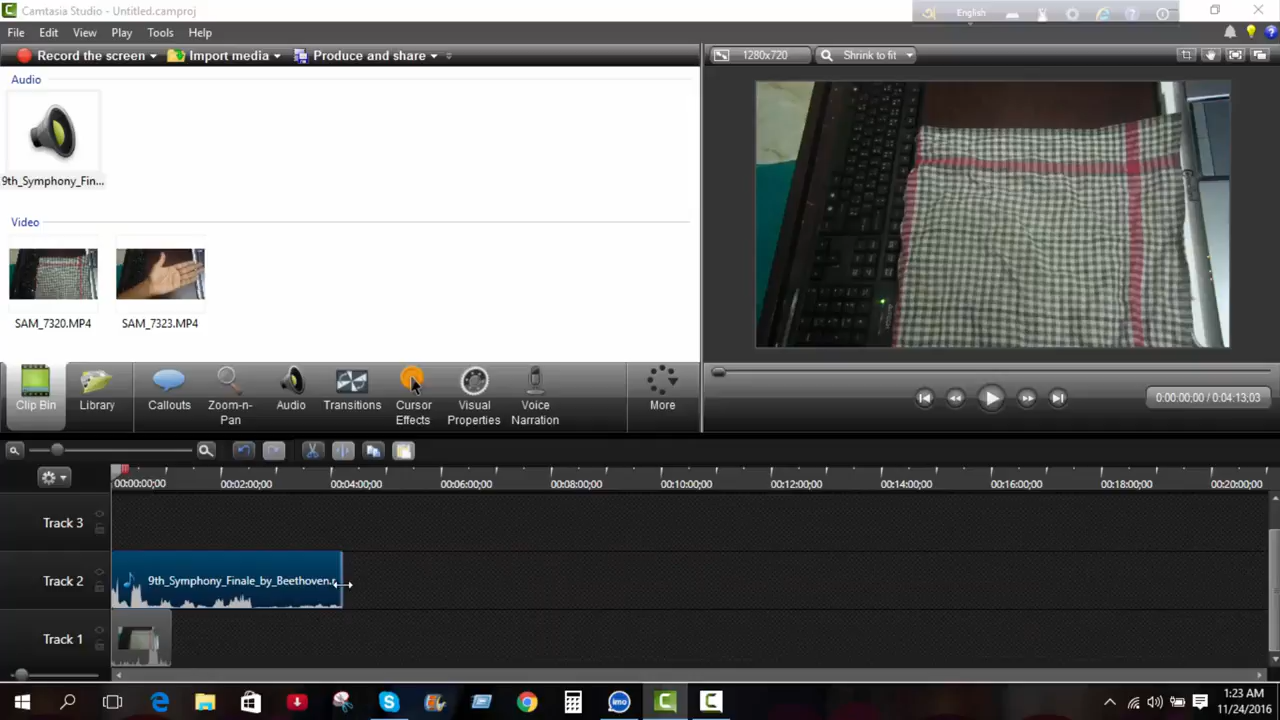 Camtasia Studio - Untitled.camproj
English
File Edit View Play Tools Help
Record the screen Import media Produce and share
1280x720 Shrink to fit
Audio
9th_Symphony_Fin...
Video
SAM_7320.MP4 SAM_7323.MP4
Clip Bin Library Callouts Zoom-n-Pan Audio Transitions Cursor Effects Visual Properties Voice Narration More
0:00:00;00 / 0:04:13;03
00:00:00;00 00:02:00;00 00:04:00;00 00:06:00;00 00:08:00;00 00:10:00;00 00:12:00;00 00:14:00;00 00:16:00;00 00:18:00;00 00:20:00;00
Track 3
Track 2 9th_Symphony_Finale_by_Beethoven.
Track 1
imo
1:23 AM
11/24/2016